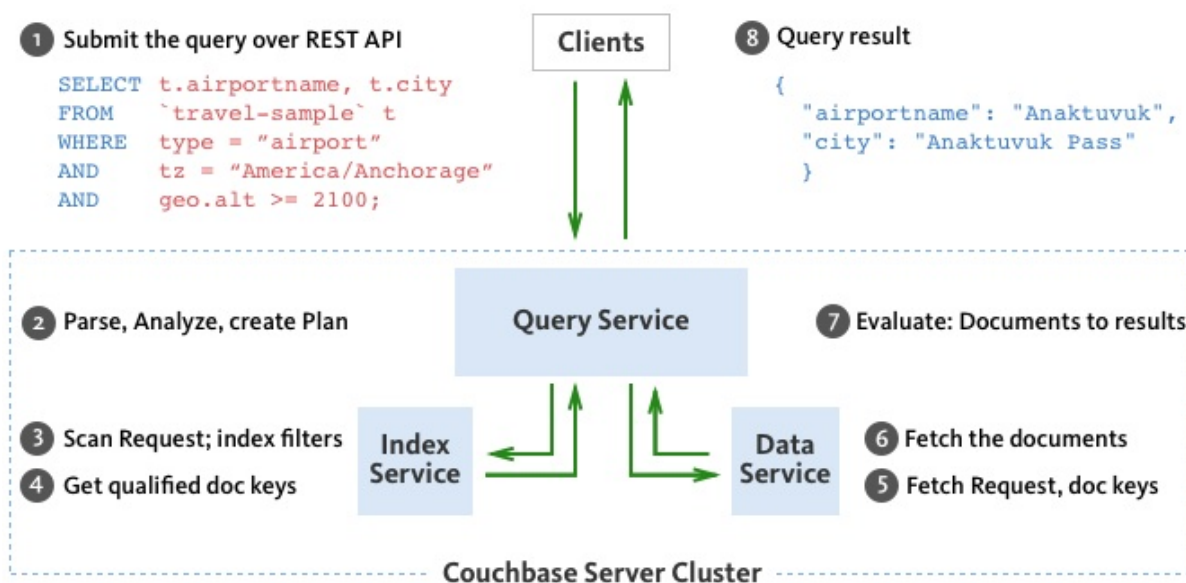 1 Submit the query over REST API
SELECT t.airportname, t.city
FROM `travel-sample` t
WHERE type = “airport”
AND tz = “America/Anchorage”
AND geo.alt >= 2100;
Clients
8 Query result
{
"airportname": "Anaktuvuk",
"city": "Anaktuvuk Pass"
}
2 Parse, Analyze, create Plan
Query Service
7 Evaluate: Documents to results
3 Scan Request; index filters
4 Get qualified doc keys
Index
Service
Data
Service
6 Fetch the documents
5 Fetch Request, doc keys
Couchbase Server Cluster